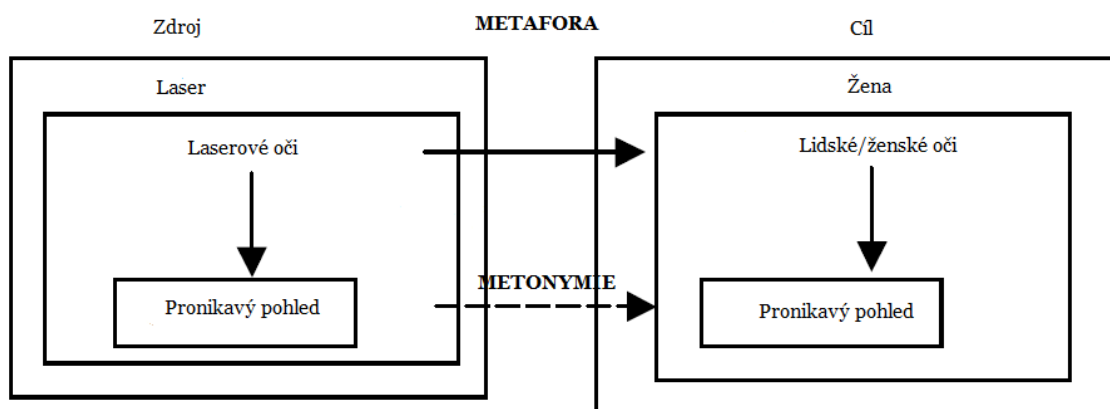 Zdroj
METAFORA
Cíl
Laser
Žena
Laserové oči
Lidské/ženské oči
METONYMIE
Pronikavý pohled
Pronikavý pohled